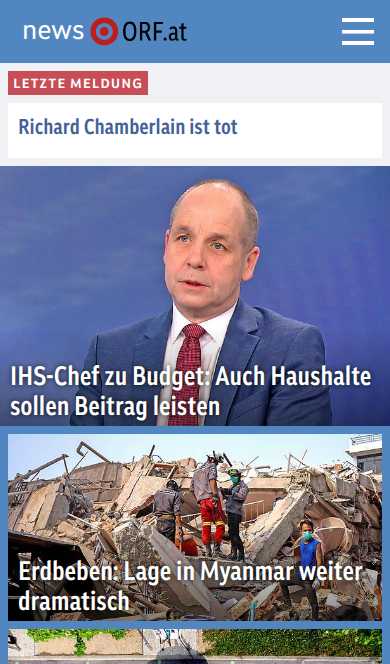 news ORF.at
LETZTE MELDUNG
Richard Chamberlain ist tot
IHS-Chef zu Budget: Auch Haushalte
sollen Beitrag leisten
Erdbeben: Lage in Myanmar weiter
dramatisch